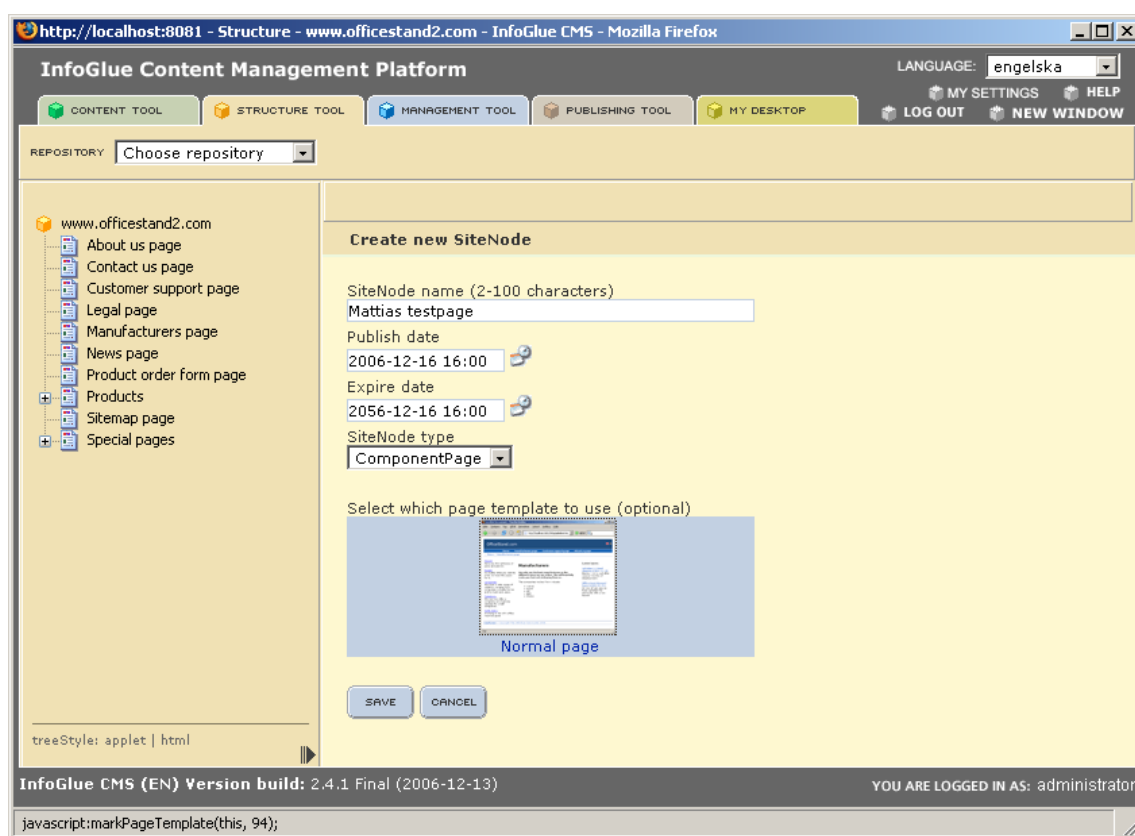 http://localhost:8081 - Structure - www.officestand2.com - InfoGlue CMS - Mozilla Firefox
InfoGlue Content Management Platform
LANGUAGE: engelska
MY SETTINGS HELP
CONTENT TOOL STRUCTURE TOOL MANAGEMENT TOOL PUBLISHING TOOL MY DESKTOP LOG OUT NEW WINDOW
REPOSITORY Choose repository
www.officestand2.com
About us page
Contact us page
Customer support page
Legal page
Manufacturers page
News page
Product order form page
Products
Sitemap page
Special pages
treeStyle: applet | html
Create new SiteNode
SiteNode name (2-100 characters)
Mattias testpage
Publish date
2006-12-16 16:00
Expire date
2056-12-16 16:00
SiteNode type
ComponentPage
Select which page template to use (optional)
Manufacturers
Normal page
SAVE CANCEL
InfoGlue CMS (EN) Version build: 2.4.1 Final (2006-12-13) YOU ARE LOGGED IN AS: administrator
javascript:markPageTemplate(this, 94);